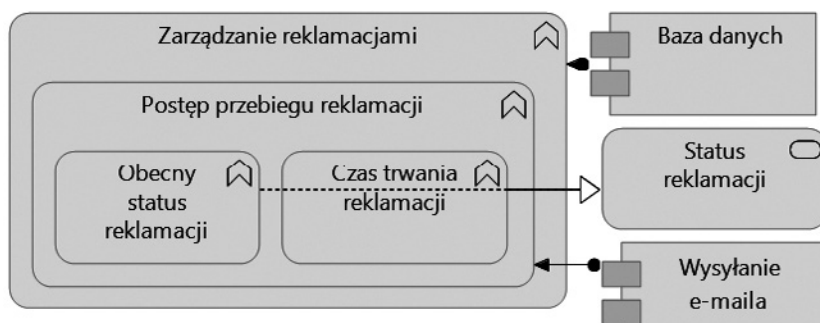 Zarządzanie reklamacjami
Baza danych
Postęp przebiegu reklamacji
Obecny
status
reklamacji
Czas trwania
reklamacji
Status
reklamacji
Wysyłanie
e-maila